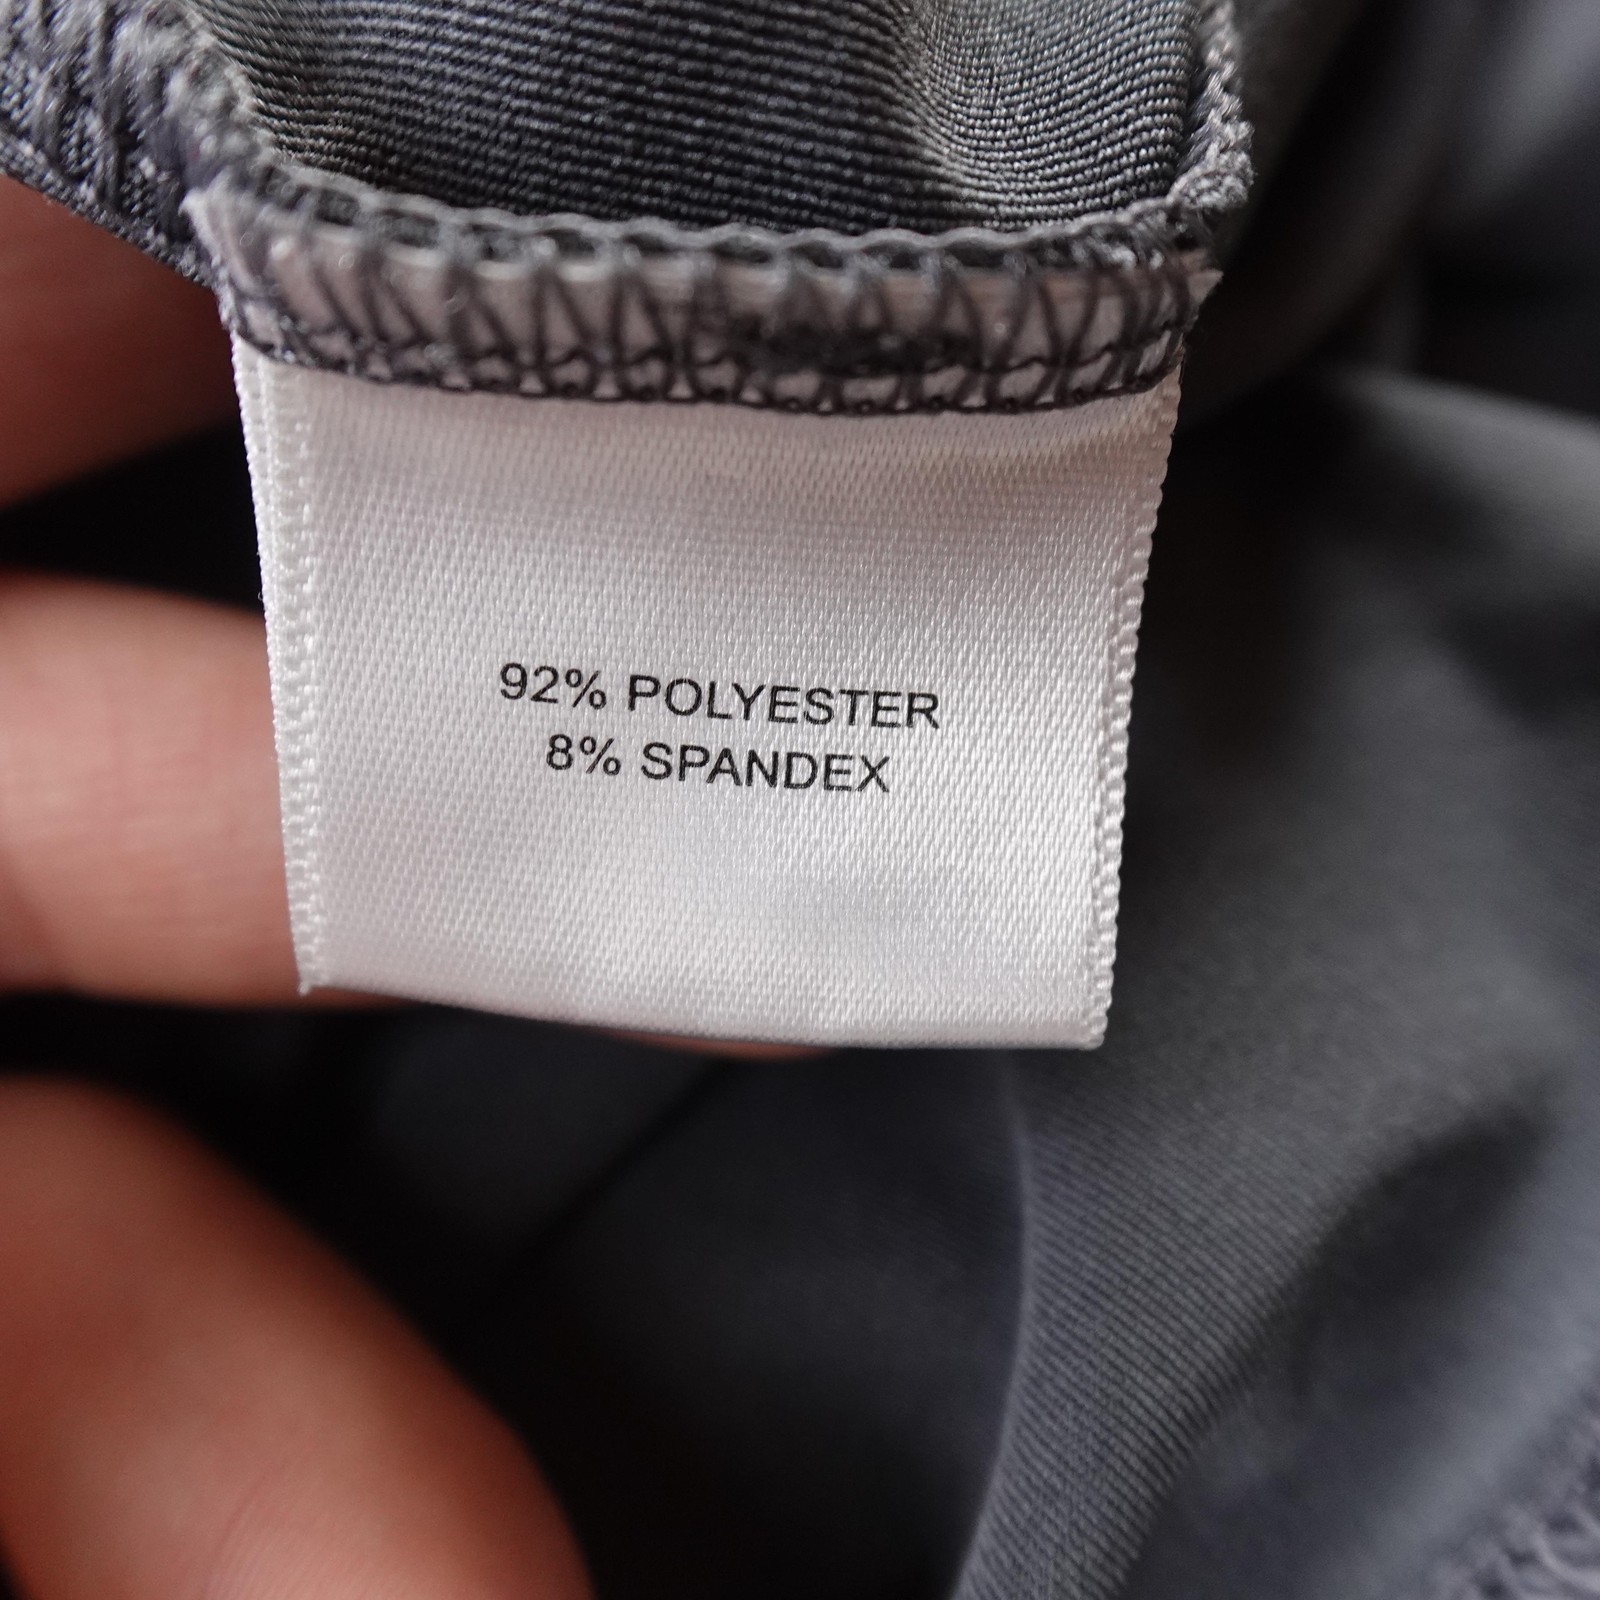 92% POLYESTER
8% SPANDEX